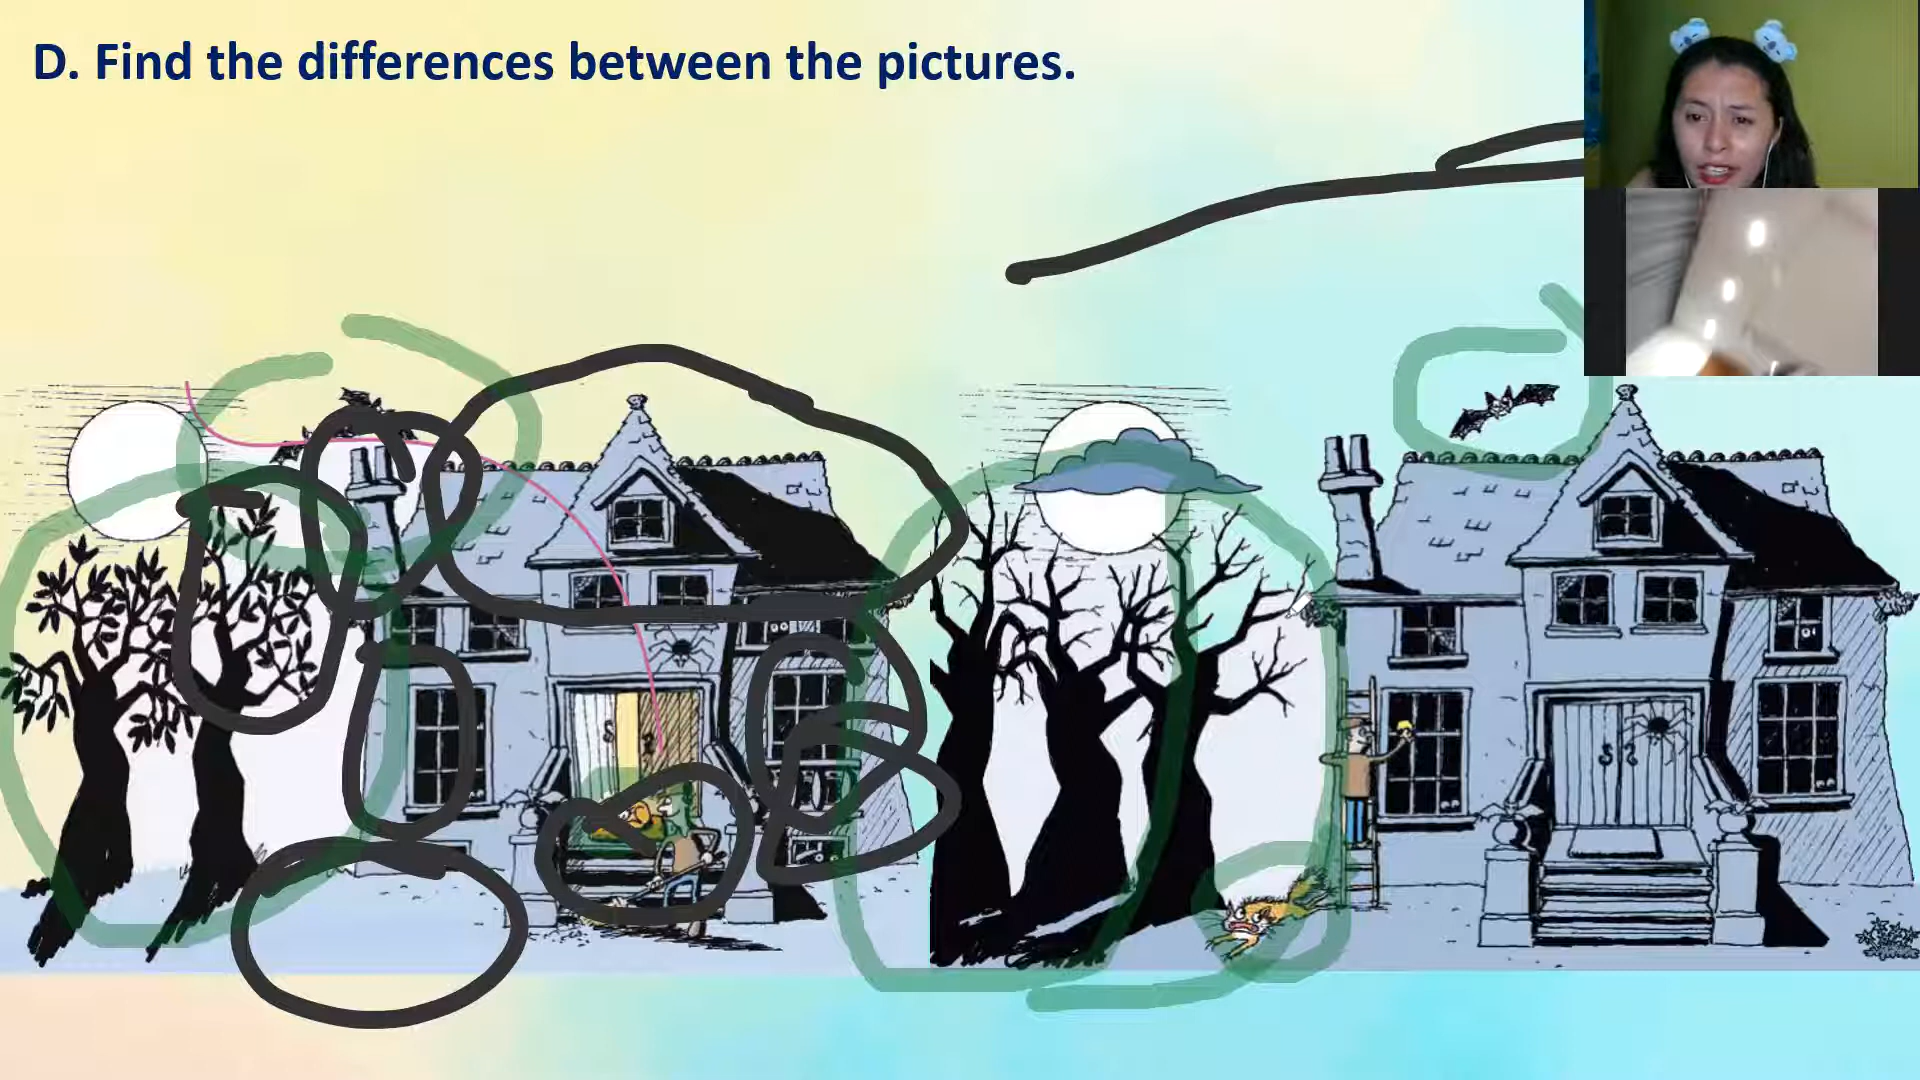 D. Find the differences between the pictures.